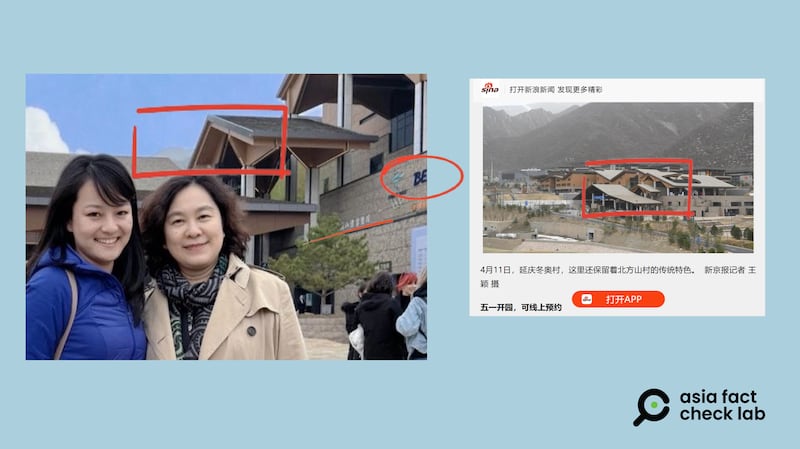 BE
sina
打开新浪新闻 发现更多精彩
4月11日，延庆冬奥村，这里还保留着北方山村的传统特色。 新京报记者 王
颖 摄
打开APP
五一开园，可线上预约
asia fact
check lab